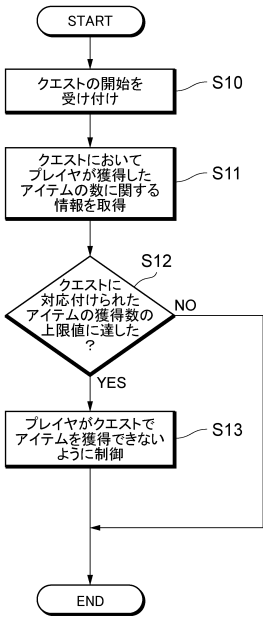 START
クエストの開始を
受け付け
S10
クエストにおいて
プレイヤが獲得した
アイテムの数に関する
情報を取得
S11
S12
クエストに
対応付けられた
アイテムの獲得数の
上限値に達した
?
NO
YES
プレイヤがクエストで
アイテムを獲得できない
ように制御
S13
END